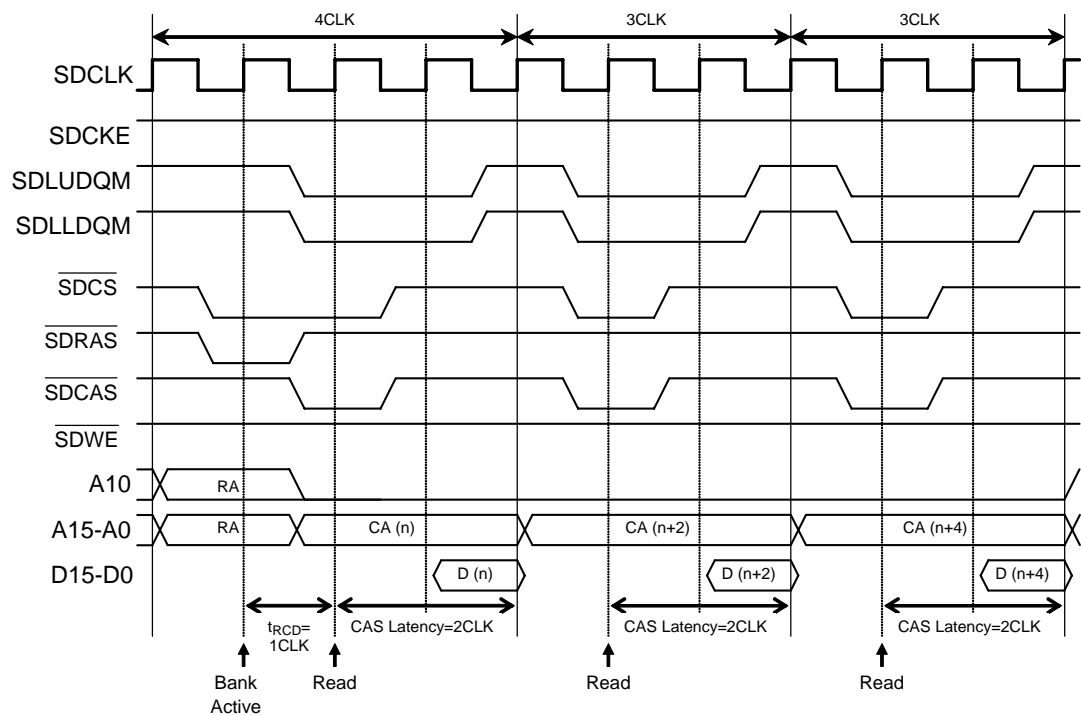 4CLK 3CLK 3CLK
SDCLK
SDCKE
SDLUDQM
SDLLDQM
SDCS
SDRAS
SDCAS
SDWE
A10 RA
A15-A0 RA CA (n) CA (n+2) CA (n+4)
D15-D0 D (n) D (n+2) D (n+4)
tRCD= CAS Latency=2CLK CAS Latency=2CLK CAS Latency=2CLK
1CLK
Bank Read Read Read
Active